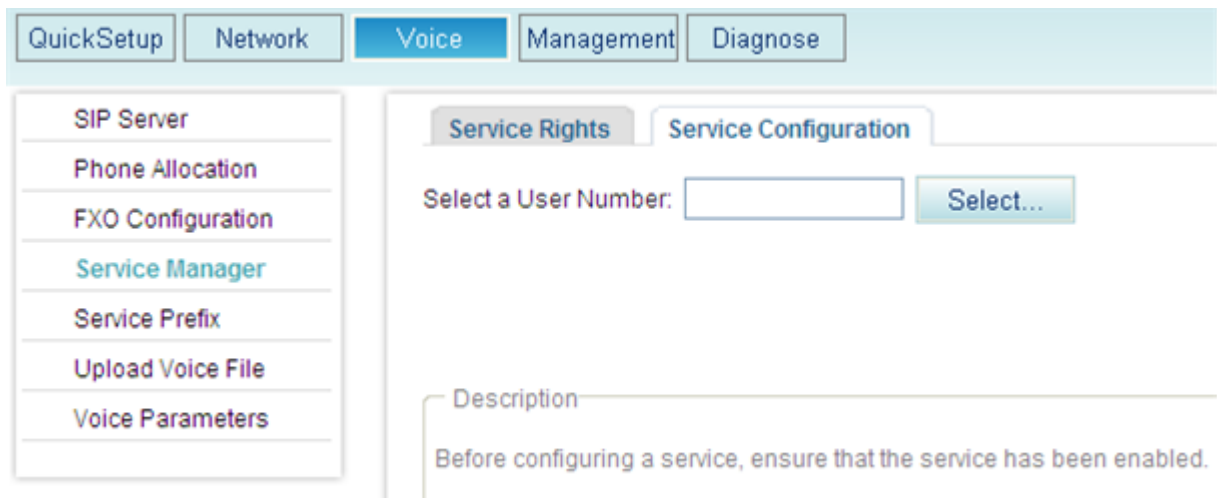 QuickSetup Network Voice Management Diagnose
SIP Server
Phone Allocation
FXO Configuration
Service Manager
Service Prefix
Upload Voice File
Voice Parameters
Service Rights Service Configuration
Select a User Number: Select...
Description
Before configuring a service, ensure that the service has been enabled.